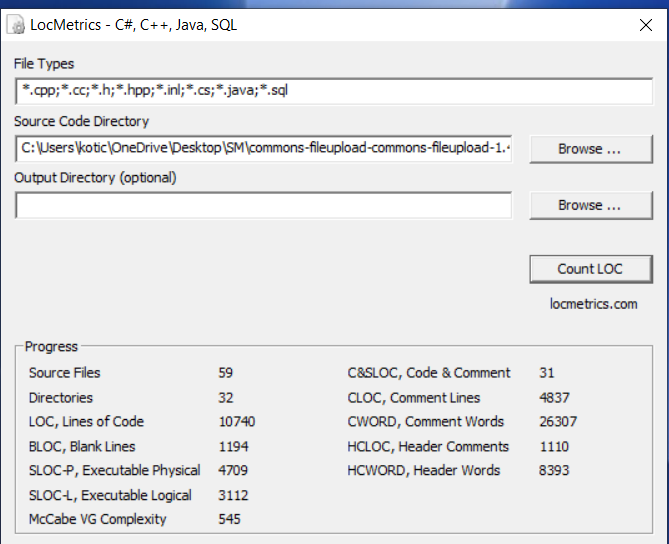 LocMetrics - C#, C++, Java, SQL
File Types
*.cpp;*.cc;*.h;*.hpp;*.inl;*.cs;*.java;*.sql
Source Code Directory
C:\Users\kotic\OneDrive\Desktop\SM\commons-fileupload-commons-fileupload-1. Browse ...
Output Directory (optional)
Browse ...
Count LOC
locmetrics.com
Progress
Source Files 59 C&SLOC, Code & Comment 31
Directories 32 CLOC, Comment Lines 4837
LOC, Lines of Code 10740 CWORD, Comment Words 26307
BLOC, Blank Lines 1194 HCLOC, Header Comments 1110
SLOC-P, Executable Physical 4709 HCWORD, Header Words 8393
SLOC-L, Executable Logical 3112
McCabe VG Complexity 545